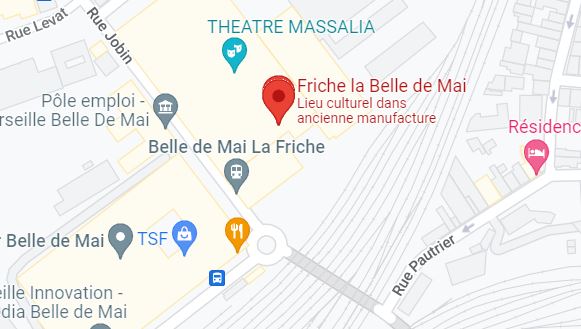 Rue Levat
Rue Jobin
THEATRE MASSALIA
Friche la Belle de Mai
Lieu culturel dans
ancienne manufacture
Pôle emploi -
rseille Belle De Mai
Belle de Mai La Friche
Résidenc
r Belle de Mai
TSF
Rue Pautrier
eille Innovation -
édia Belle de Mai